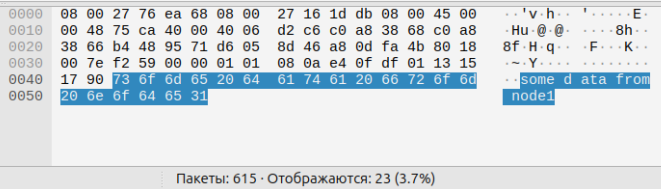 0000 08 00 27 76 ea 68 08 00 27 16 1d db 08 00 45 00 ··'v·h·· '·····E·
0010 00 48 75 ca 40 00 40 06 d2 c6 c0 a8 38 68 c0 a8 ·Hu·@·@· ····8h··
0020 38 66 b4 48 95 71 d6 05 8d 46 a8 0d fa 4b 80 18 8f·H·q·· ·F···K··
0030 00 7e f2 59 00 00 01 01 08 0a e4 0f df 01 13 15 ·~·Y···· ········
0040 17 90 73 6f 6d 65 20 64 61 74 61 20 66 72 6f 6d ··some d ata from
0050 20 6e 6f 64 65 31 node1
Пакеты: 615 · Отображаются: 23 (3.7%)